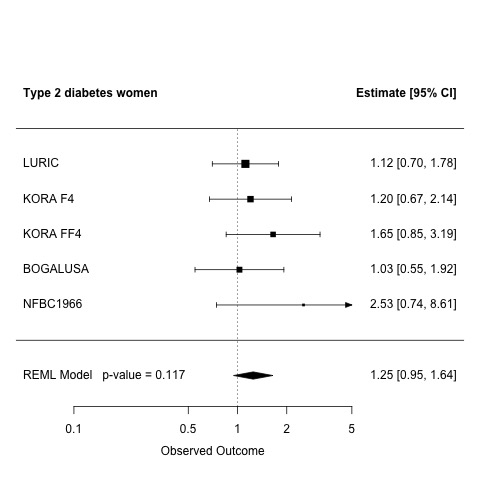 Type 2 diabetes women Estimate [95% CI]
LURIC 1.12 [0.70, 1.78]
KORA F4 1.20 [0.67, 2.14]
KORA FF4 1.65 [0.85, 3.19]
BOGALUSA 1.03 [0.55, 1.92]
NFBC1966 2.53 [0.74, 8.61]
REML Model p-value = 0.117 1.25 [0.95, 1.64]
0.1 0.5 1 2 5
Observed Outcome